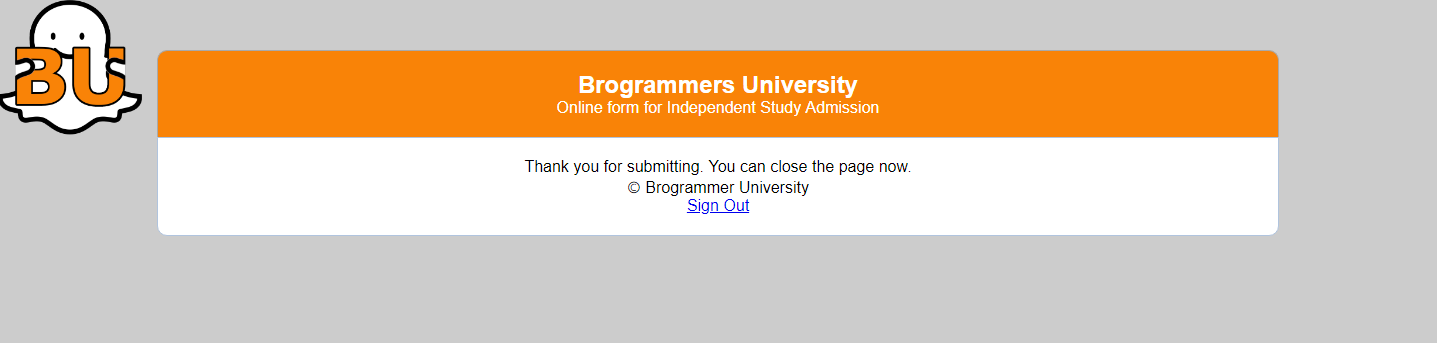 BU
Brogrammers University
Online form for Independent Study Admission
Thank you for submitting. You can close the page now.
© Brogrammer University
Sign Out